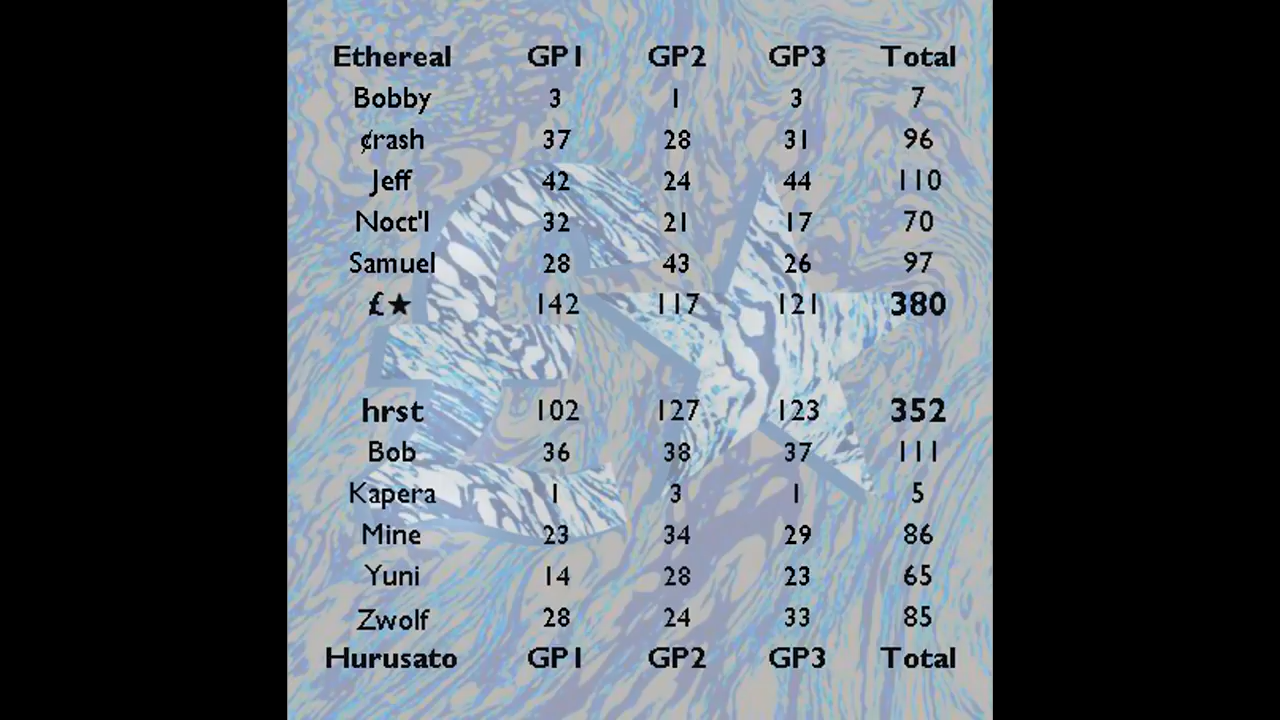 Ethereal GP1 GP2 GP3 Total
Bobby 3 1 3 7
¢rash 37 28 31 96
Jeff 42 24 44 110
Noct'l 32 21 17 70
Samuel 28 43 26 97
£★ 142 117 121 380
hrst 102 127 123 352
Bob 36 38 37 111
Kapera 1 3 1 5
Mine 23 34 29 86
Yuni 14 28 23 65
Zwolf 28 24 33 85
Hurusato GP1 GP2 GP3 Total